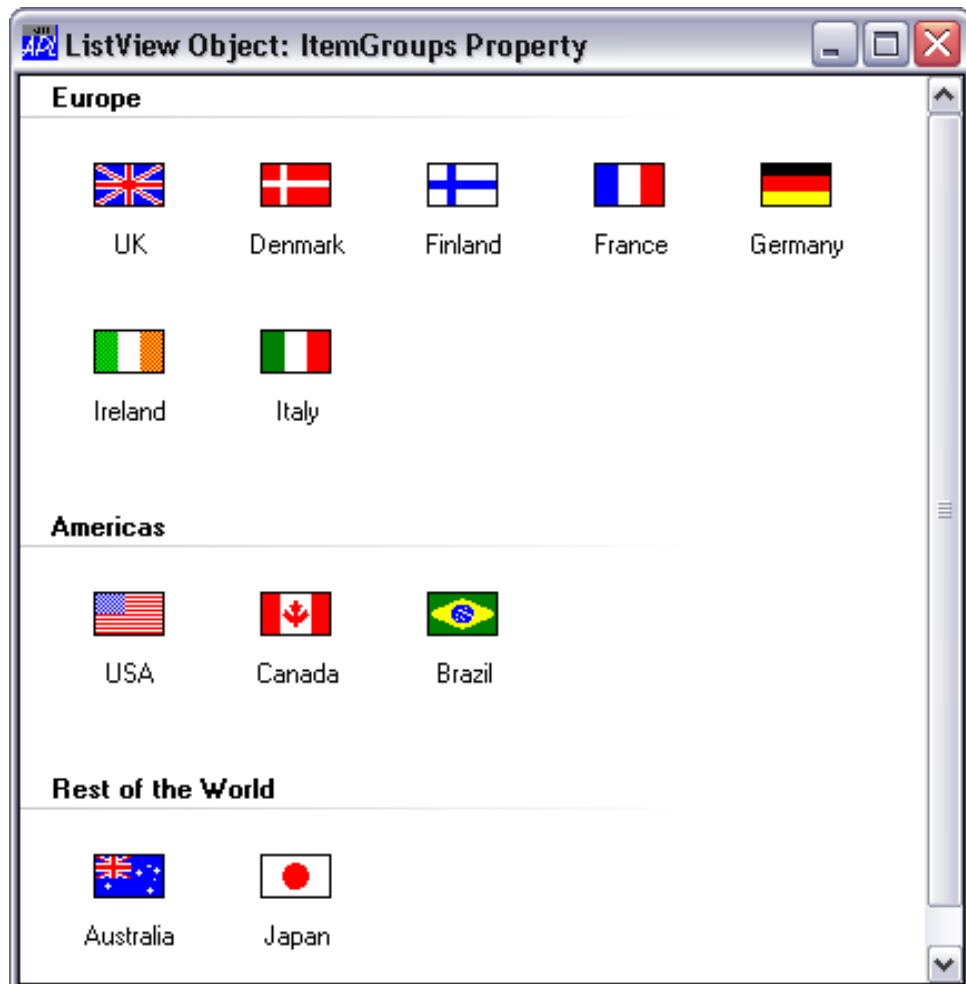 APL ListView Object: ItemGroups Property
Europe
UK Denmark Finland France Germany
Ireland Italy
Americas
USA Canada Brazil
Rest of the World
Australia Japan